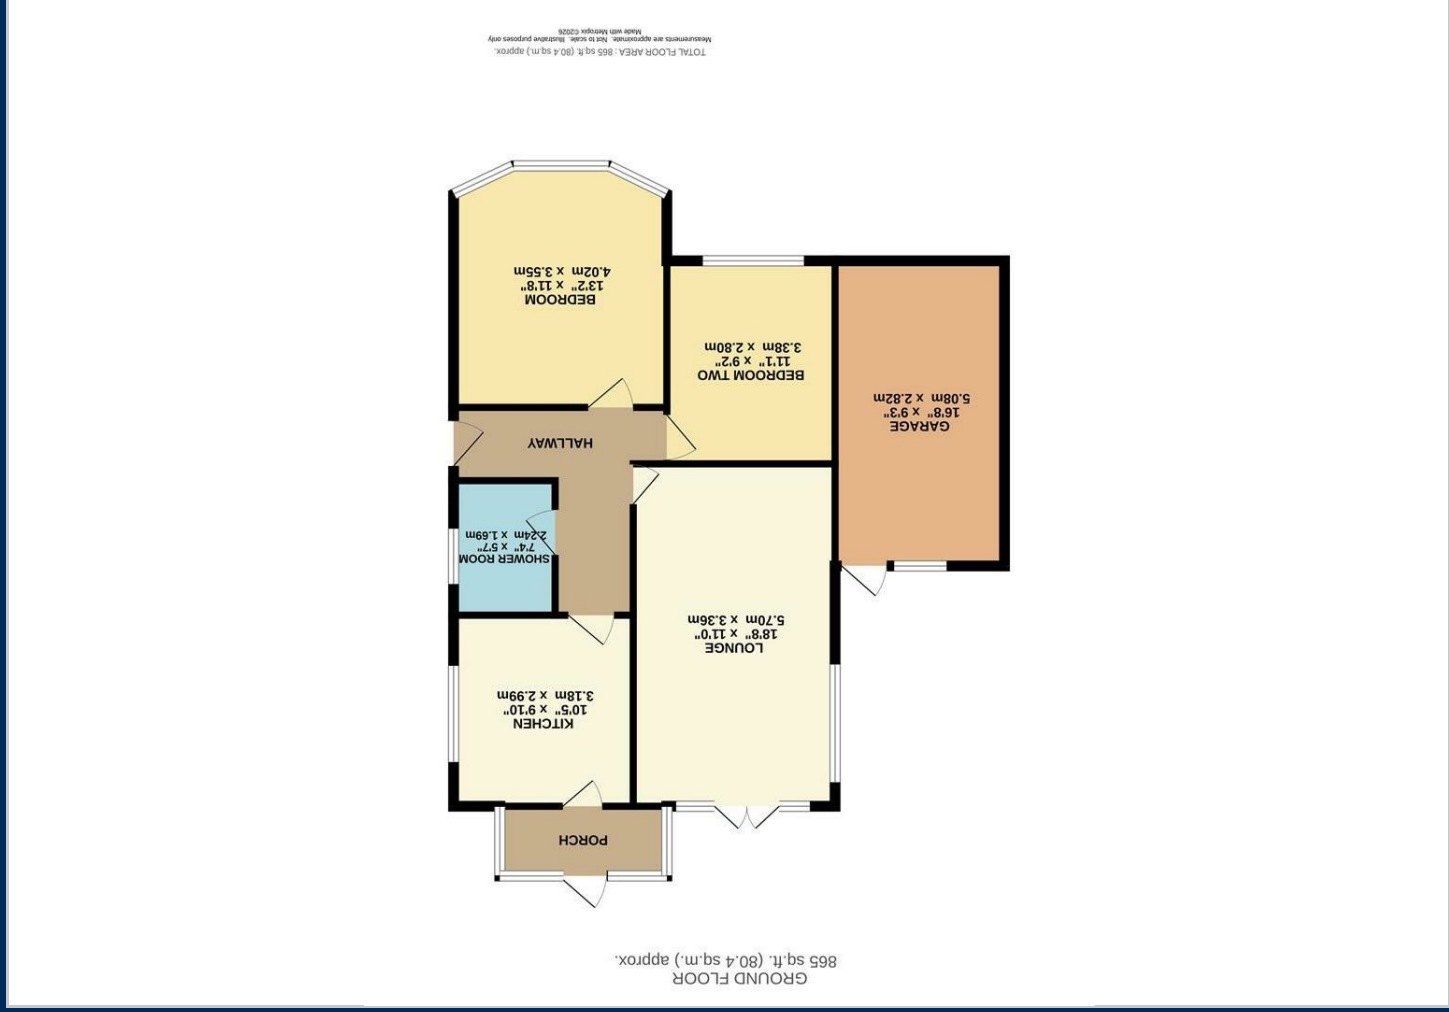 GROUND FLOOR
865 sq.ft. (80.4 sq.m.) approx.
PORCH
KITCHEN
10'5" x 9'10"
3.18m x 2.99m
LOUNGE
18'8" x 11'0"
5.70m x 3.36m
SHOWER ROOM
7'4" x 5'7"
2.24m x 1.69m
HALLWAY
GARAGE
16'8" x 9'3"
5.08m x 2.82m
BEDROOM TWO
11'1" x 9'2"
3.38m x 2.80m
BEDROOM
13'2" x 11'8"
4.02m x 3.55m
TOTAL FLOOR AREA : 865 sq.ft. (80.4 sq.m.) approx.
Measurements are approximate. Not to scale. Illustrative purposes only
Made with Metropix ©2026